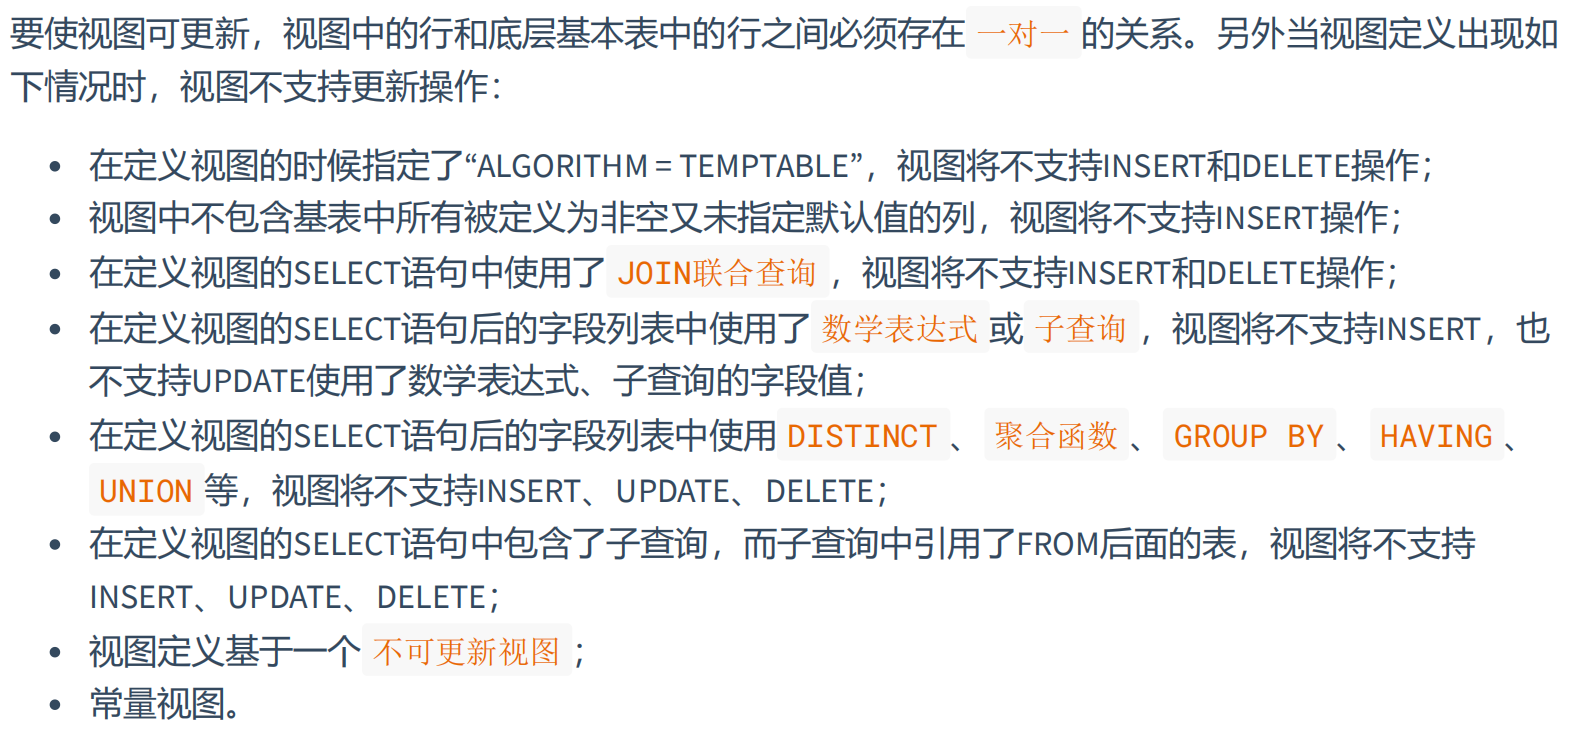 要使视图可更新，视图中的行和底层基本表中的行之间必须存在 一对一 的关系。另外当视图定义出现如
下情况时，视图不支持更新操作：
• 在定义视图的时候指定了“ALGORITHM = TEMPTABLE”，视图将不支持INSERT和DELETE操作；
• 视图中不包含基表中所有被定义为非空又未指定默认值的列，视图将不支持INSERT操作；
• 在定义视图的SELECT语句中使用了 JOIN联合查询 ，视图将不支持INSERT和DELETE操作；
• 在定义视图的SELECT语句后的字段列表中使用了 数学表达式 或 子查询 ，视图将不支持INSERT，也
不支持UPDATE使用了数学表达式、子查询的字段值；
• 在定义视图的SELECT语句后的字段列表中使用 DISTINCT 、 聚合函数 、 GROUP BY 、 HAVING 、
UNION 等，视图将不支持INSERT、UPDATE、DELETE；
• 在定义视图的SELECT语句中包含了子查询，而子查询中引用了FROM后面的表，视图将不支持
INSERT、UPDATE、DELETE；
• 视图定义基于一个 不可更新视图 ；
• 常量视图。